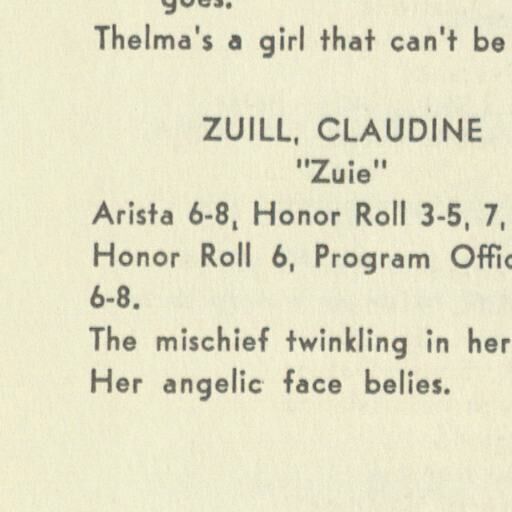 goes.
Thelma's a girl that can't be
ZUILL, CLAUDINE
"Zuie"
Arista 6-8, Honor Roll 3-5, 7,
Honor Roll 6, Program Offic
6-8.
The mischief twinkling in her
Her angelic face belies.